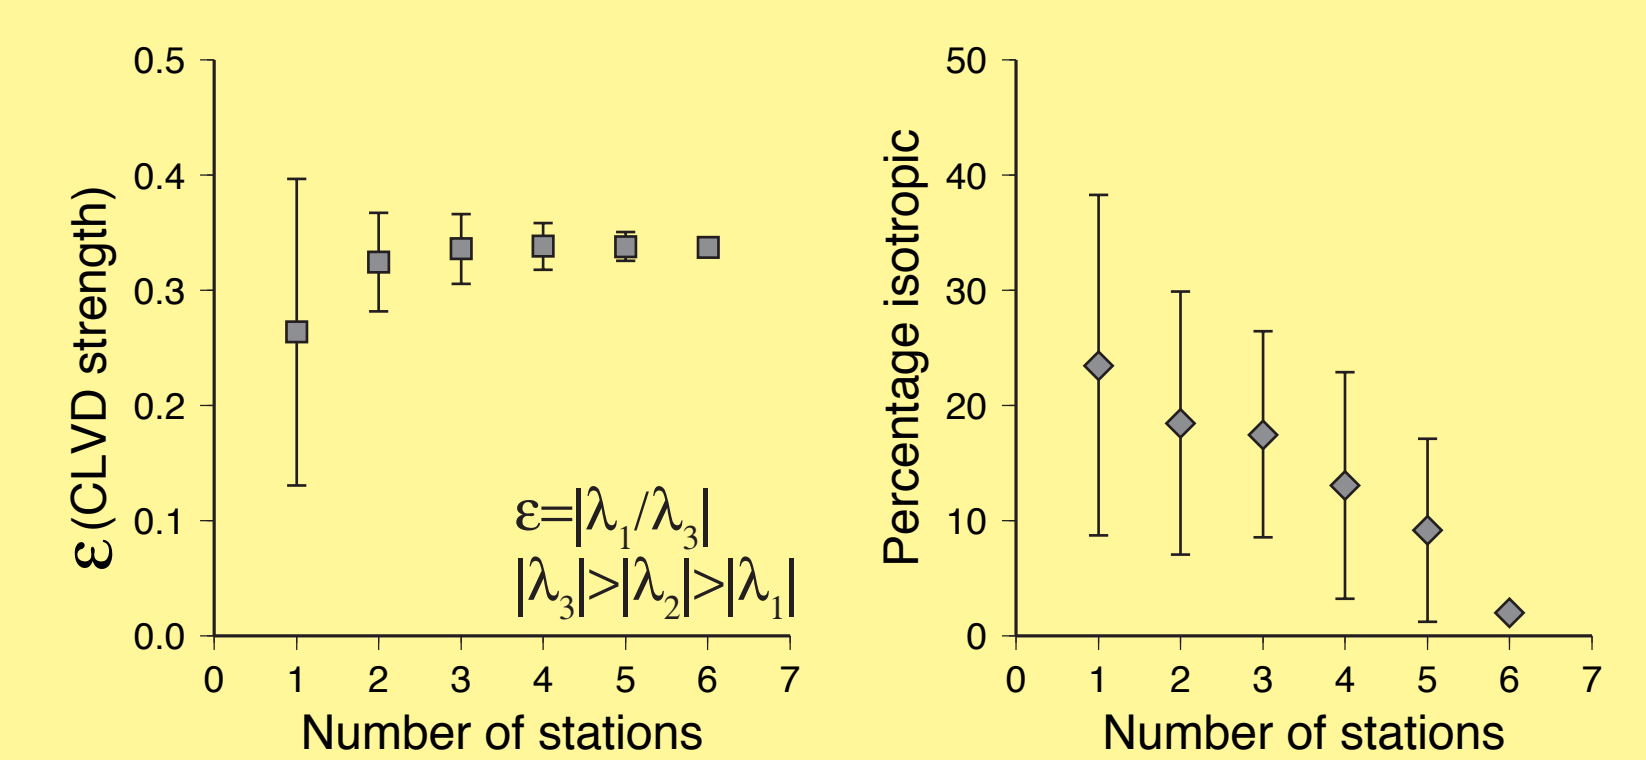 0.5
0.4
0.3
0.2
0.1
0.0
ε (CLVD strength)
ε=|λ₁/λ₃|
|λ₃|>|λ₂|>|λ₁|
0 1 2 3 4 5 6 7
Number of stations
50
40
30
20
10
0
Percentage isotropic
0 1 2 3 4 5 6 7
Number of stations